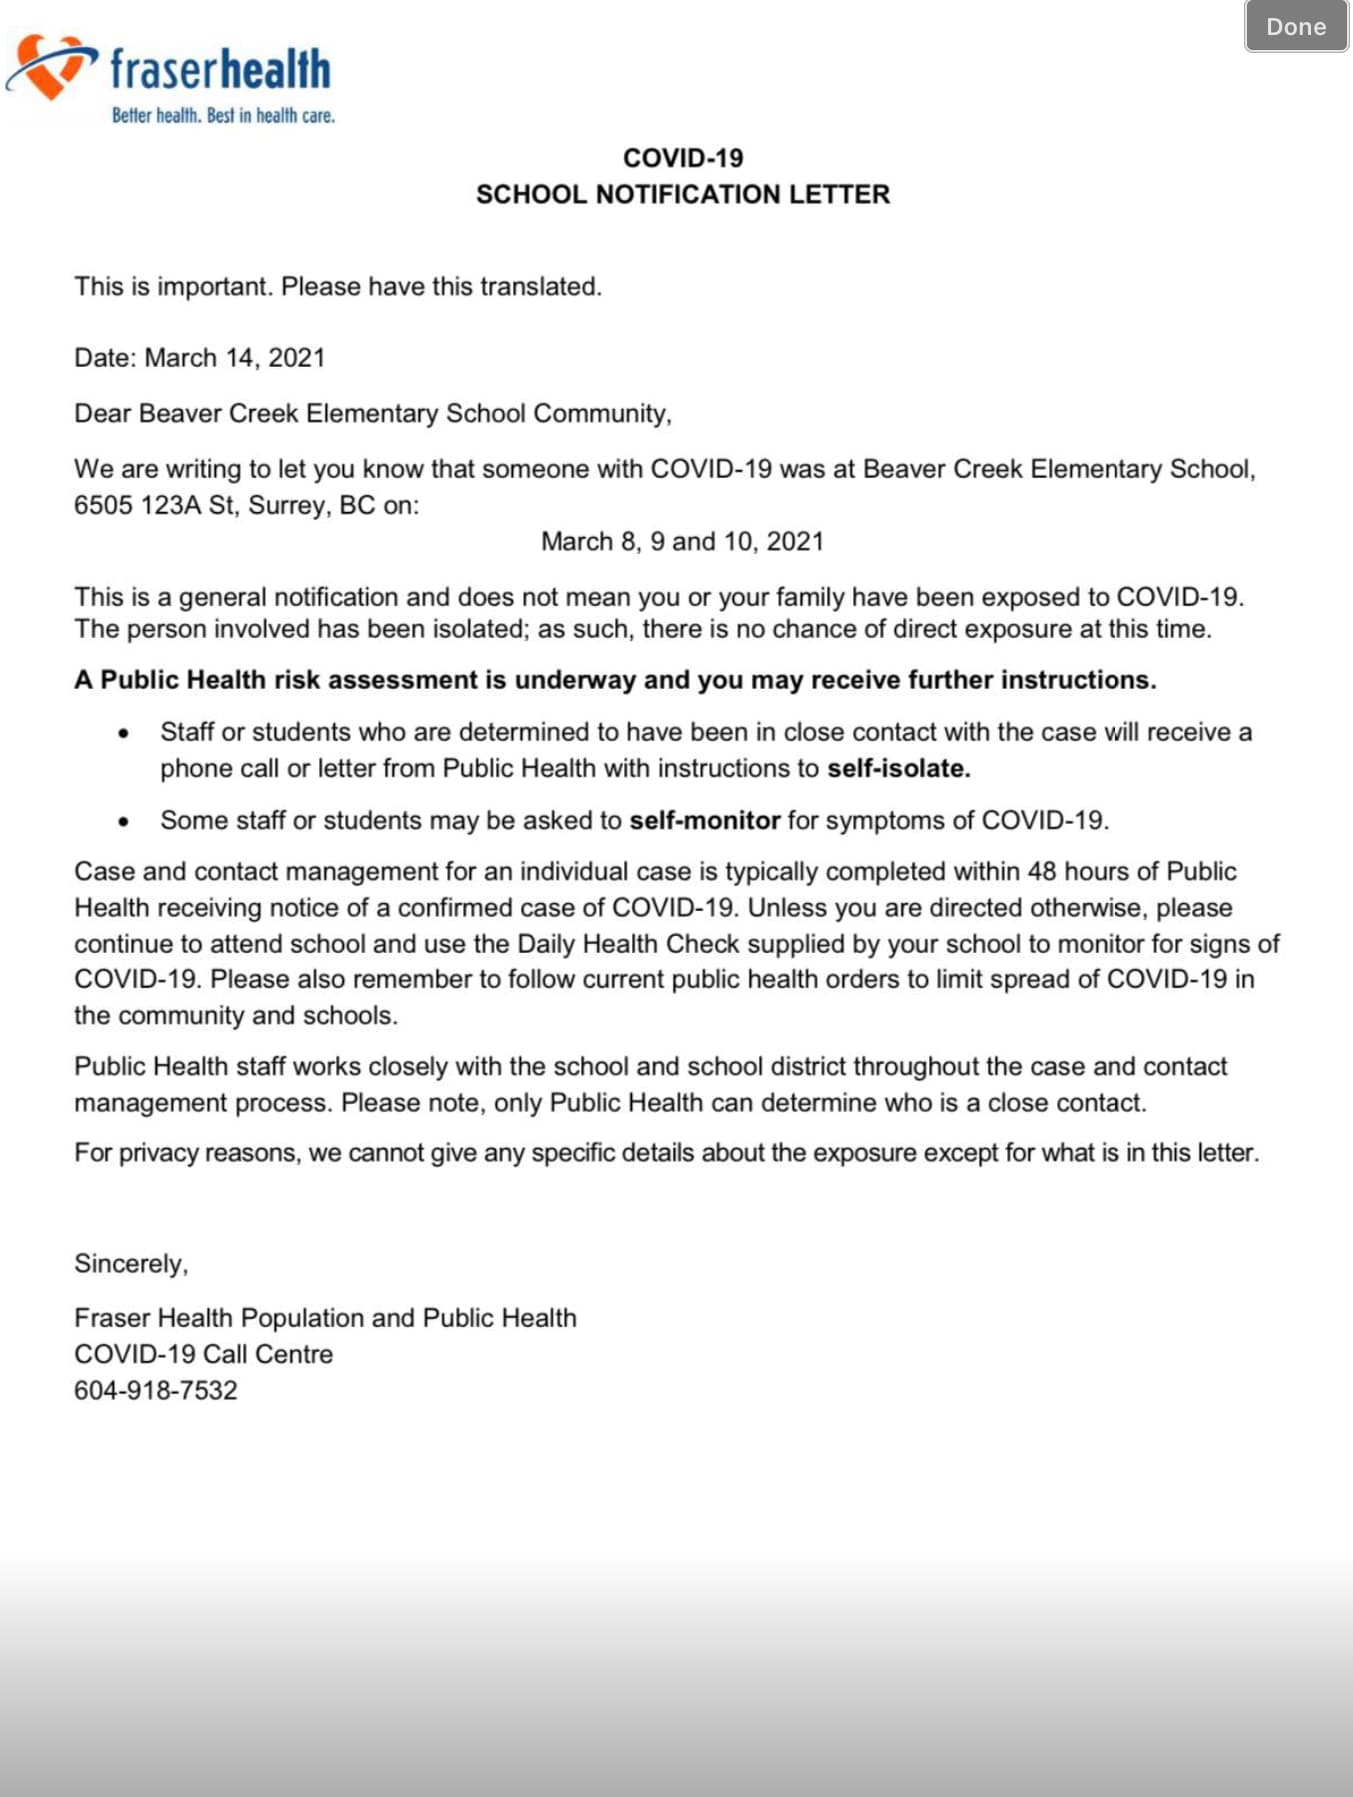 Done
fraserhealth
Better health. Best in health care.
COVID-19
SCHOOL NOTIFICATION LETTER
This is important. Please have this translated.
Date: March 14, 2021
Dear Beaver Creek Elementary School Community,
We are writing to let you know that someone with COVID-19 was at Beaver Creek Elementary School,
6505 123A St, Surrey, BC on:
March 8, 9 and 10, 2021
This is a general notification and does not mean you or your family have been exposed to COVID-19.
The person involved has been isolated; as such, there is no chance of direct exposure at this time.
A Public Health risk assessment is underway and you may receive further instructions.
• Staff or students who are determined to have been in close contact with the case will receive a
phone call or letter from Public Health with instructions to self-isolate.
• Some staff or students may be asked to self-monitor for symptoms of COVID-19.
Case and contact management for an individual case is typically completed within 48 hours of Public
Health receiving notice of a confirmed case of COVID-19. Unless you are directed otherwise, please
continue to attend school and use the Daily Health Check supplied by your school to monitor for signs of
COVID-19. Please also remember to follow current public health orders to limit spread of COVID-19 in
the community and schools.
Public Health staff works closely with the school and school district throughout the case and contact
management process. Please note, only Public Health can determine who is a close contact.
For privacy reasons, we cannot give any specific details about the exposure except for what is in this letter.
Sincerely,
Fraser Health Population and Public Health
COVID-19 Call Centre
604-918-7532